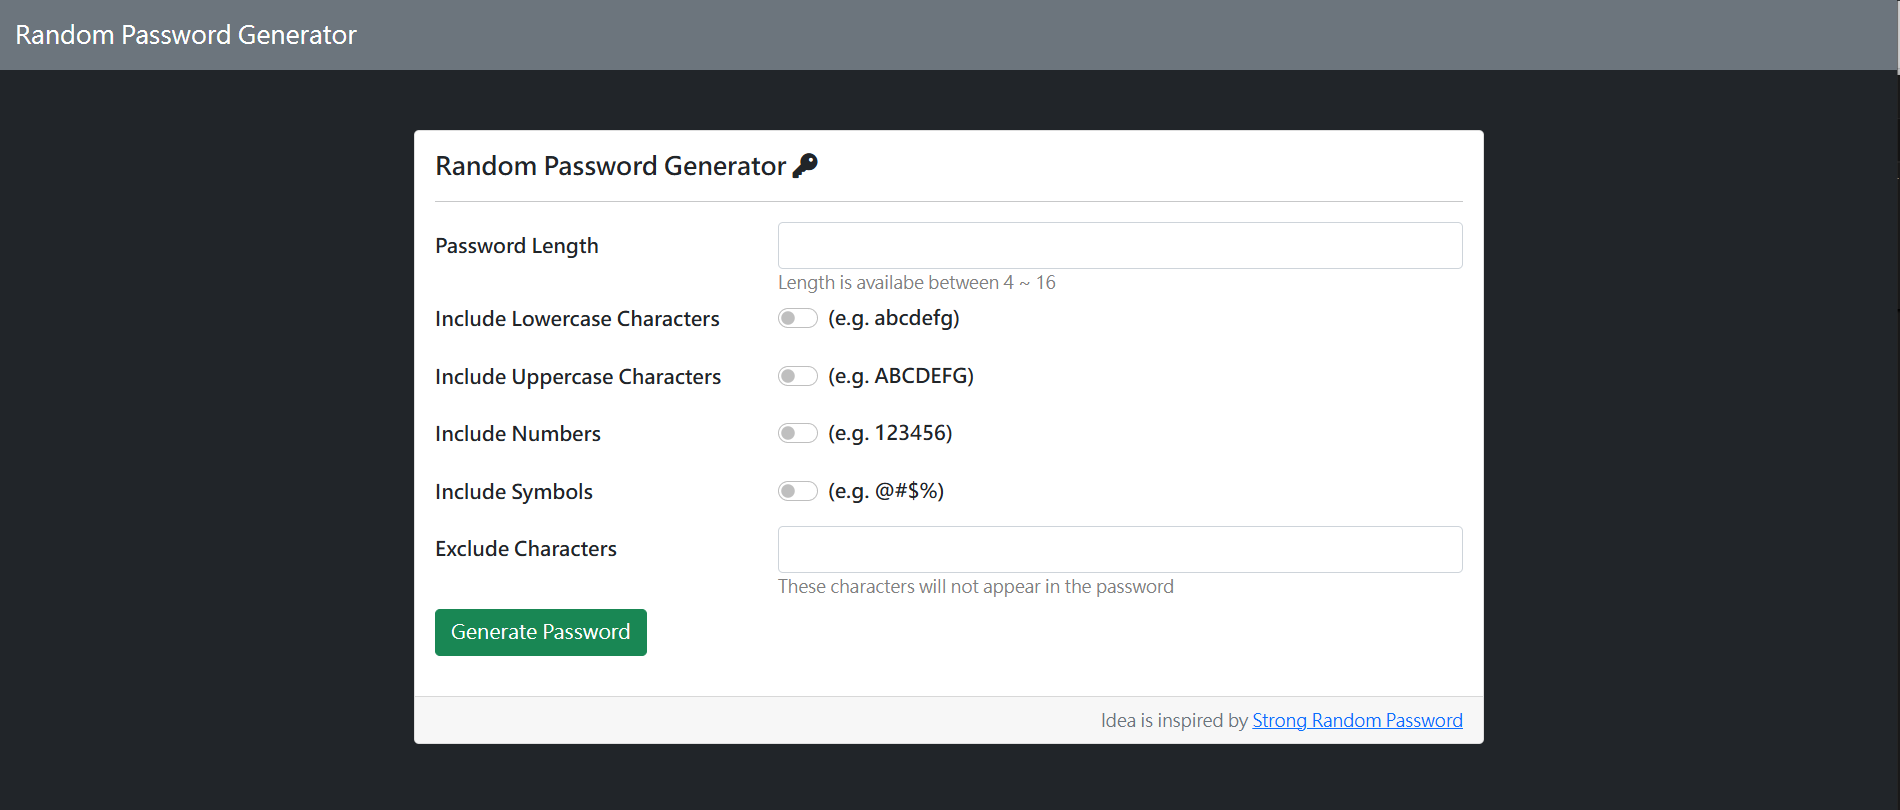 Random Password Generator
Random Password Generator
Password Length
Length is availabe between 4 ~ 16
Include Lowercase Characters (e.g. abcdefg)
Include Uppercase Characters (e.g. ABCDEFG)
Include Numbers (e.g. 123456)
Include Symbols (e.g. @#$%)
Exclude Characters
These characters will not appear in the password
Generate Password
Idea is inspired by Strong Random Password